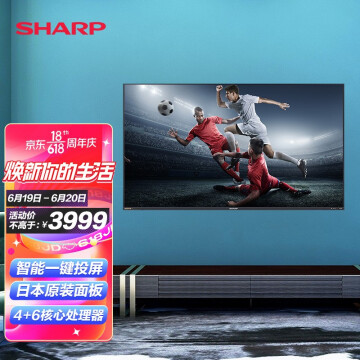 SHARP
京东 18th 618 周年庆
焕新你的生活
6月19日 - 6月20日
活动价
不高于:¥3999
智能一键投屏
日本原装面板
4+6核心处理器